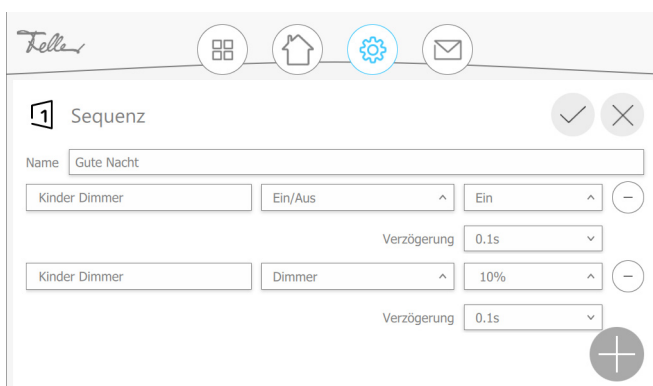 Feller
1 Sequenz
Name Gute Nacht
Kinder Dimmer Ein/Aus Ein
Verzögerung 0.1s
Kinder Dimmer Dimmer 10%
Verzögerung 0.1s